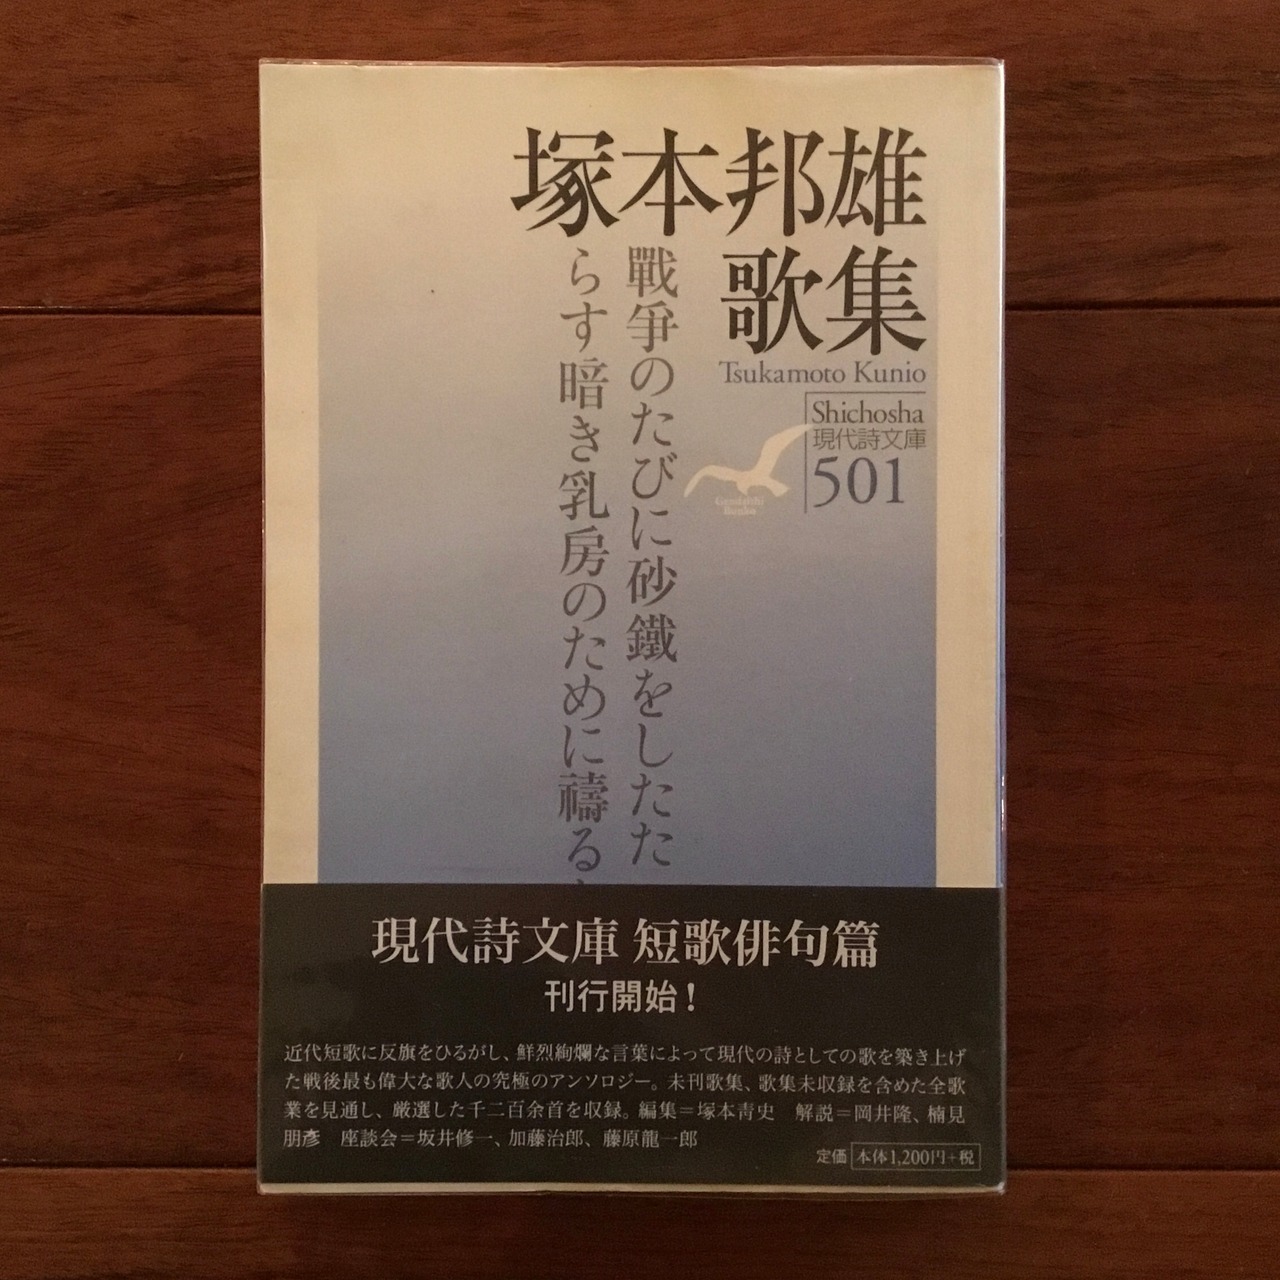 塚本邦雄
歌集
Tsukamoto Kunio
Shichosha
現代詩文庫
501
Gendaishi
Bunko
戰爭のたびに砂鐵をしたた
らす暗き乳房のために禱る
現代詩文庫 短歌俳句篇
刊行開始！
近代短歌に反旗をひるがし、鮮烈絢爛な言葉によって現代の詩としての歌を築き上げ
た戦後最も偉大な歌人の究極のアンソロジー。未刊歌集、歌集未収録を含めた全歌
業を見通し、厳選した千二百余首を収録。編集＝塚本靑史　解説＝岡井隆、楠見
朋彦　座談会＝坂井修一、加藤治郎、藤原龍一郎
定価 本体1,200円+税